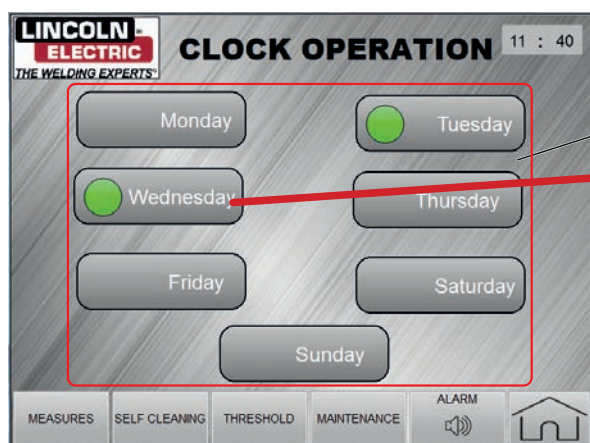 LINCOLN
ELECTRIC
THE WELDING EXPERTS®
CLOCK OPERATION
11 : 40
Monday
Tuesday
Wednesday
Thursday
Friday
Saturday
Sunday
MEASURES
SELF CLEANING
THRESHOLD
MAINTENANCE
ALARM